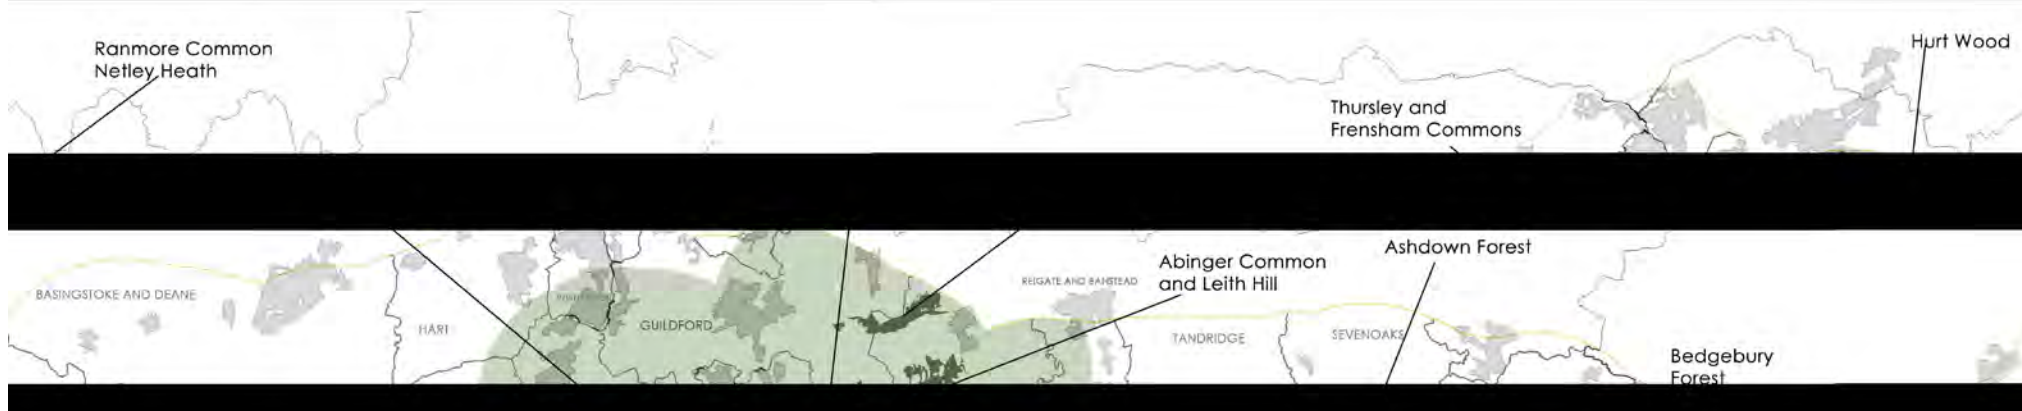 Ranmore Common
Netley Heath
Hurt Wood
Thursley and
Frensham Commons
Ashdown Forest
Abinger Common
and Leith Hill
REIGATE AND BANSTEAD
BASINGSTOKE AND DEANE
HART
GUILDFORD
TANDRIDGE
SEVENOAKS
Bedgebury
Forest